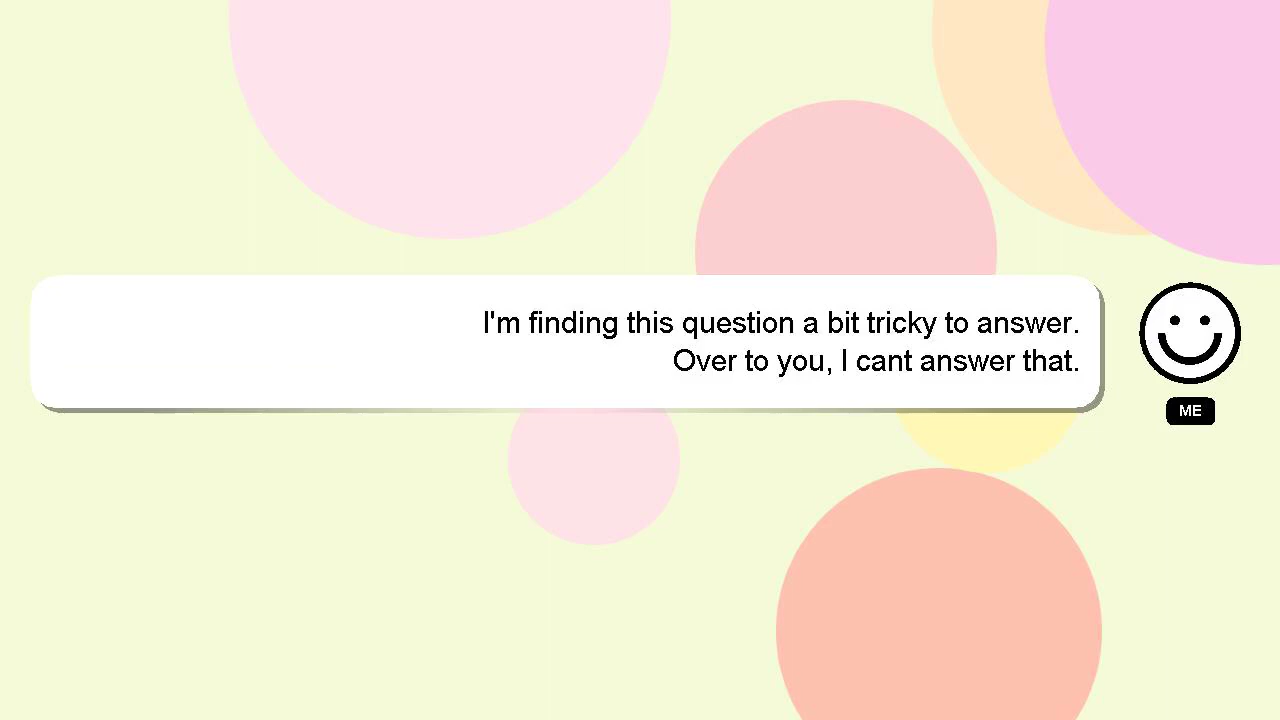 I'm finding this question a bit tricky to answer.
Over to you, I cant answer that.
ME